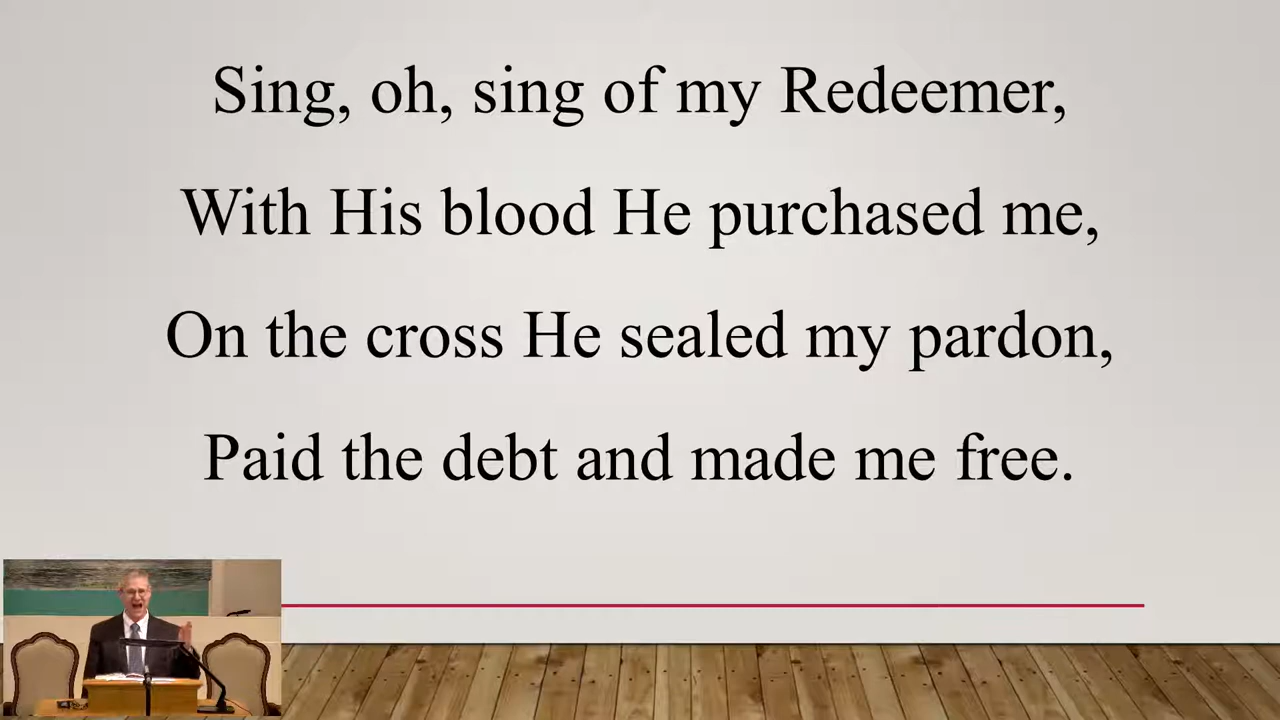 Sing, oh, sing of my Redeemer,
With His blood He purchased me,
On the cross He sealed my pardon,
Paid the debt and made me free.